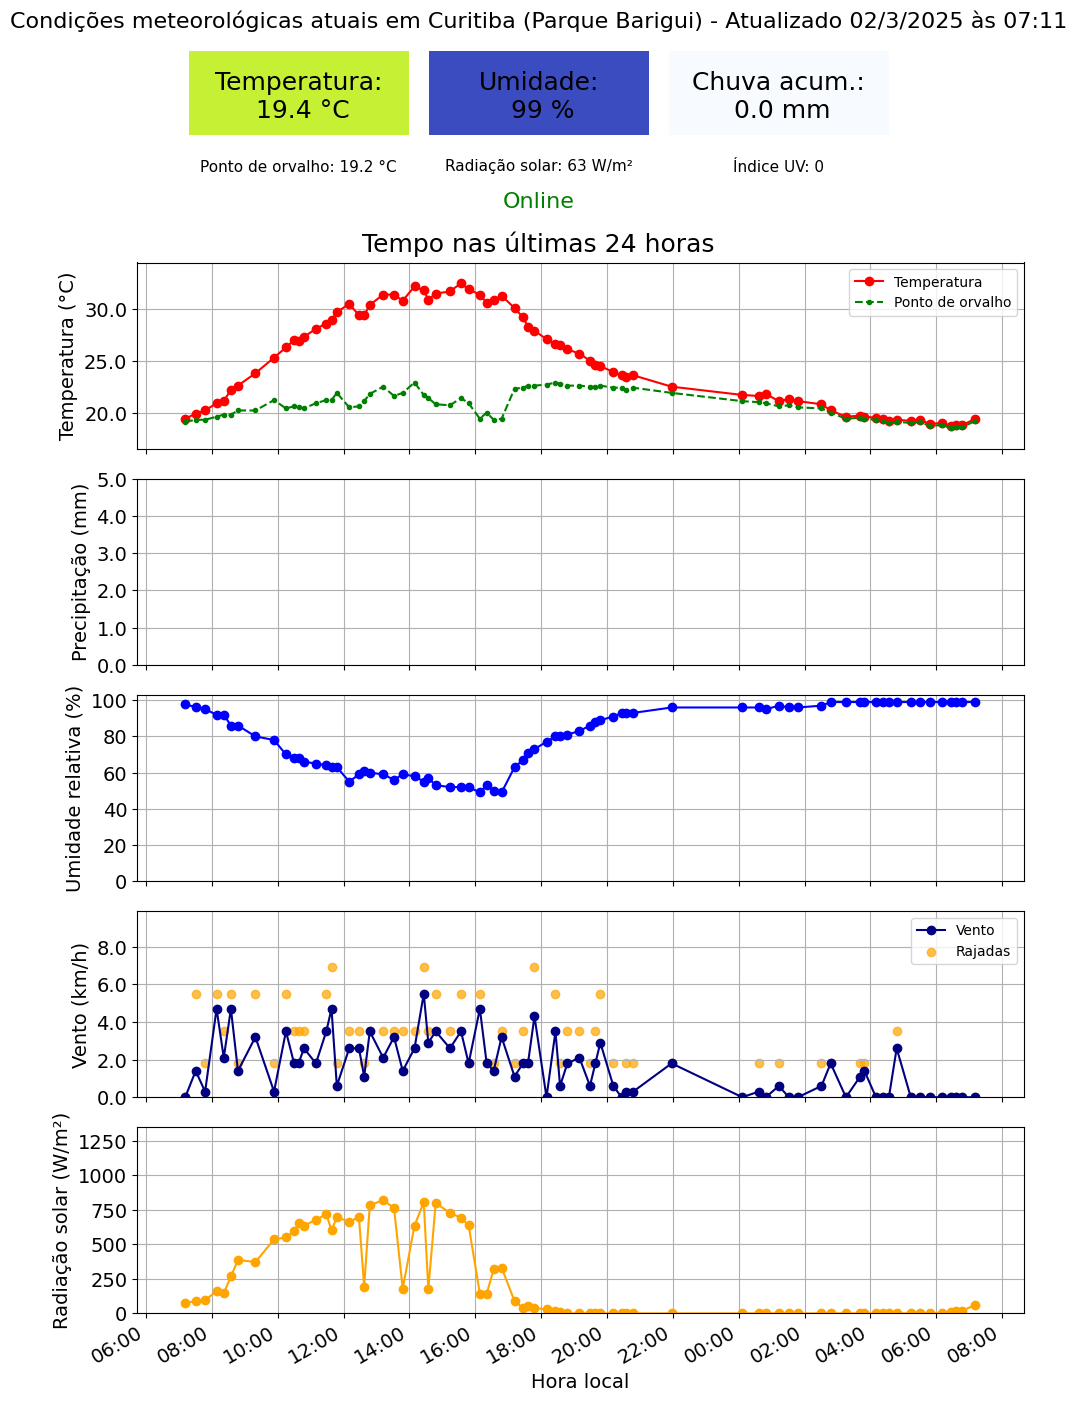 Condições meteorológicas atuais em Curitiba (Parque Barigui) - Atualizado 02/3/2025 às 07:11
Temperatura:
19.4 °C
Umidade:
99 %
Chuva acum.:
0.0 mm
Ponto de orvalho: 19.2 °C
Radiação solar: 63 W/m²
Índice UV: 0
Online
Tempo nas últimas 24 horas
Temperatura (°C)
30.0
25.0
20.0
Temperatura
Ponto de orvalho
Precipitação (mm)
5.0
4.0
3.0
2.0
1.0
0.0
Umidade relativa (%)
100
80
60
40
20
0
Vento (km/h)
8.0
6.0
4.0
2.0
0.0
Vento
Rajadas
Radiação solar (W/m²)
1250
1000
750
500
250
0
06:00
08:00
10:00
12:00
14:00
16:00
18:00
20:00
22:00
00:00
02:00
04:00
06:00
08:00
Hora local